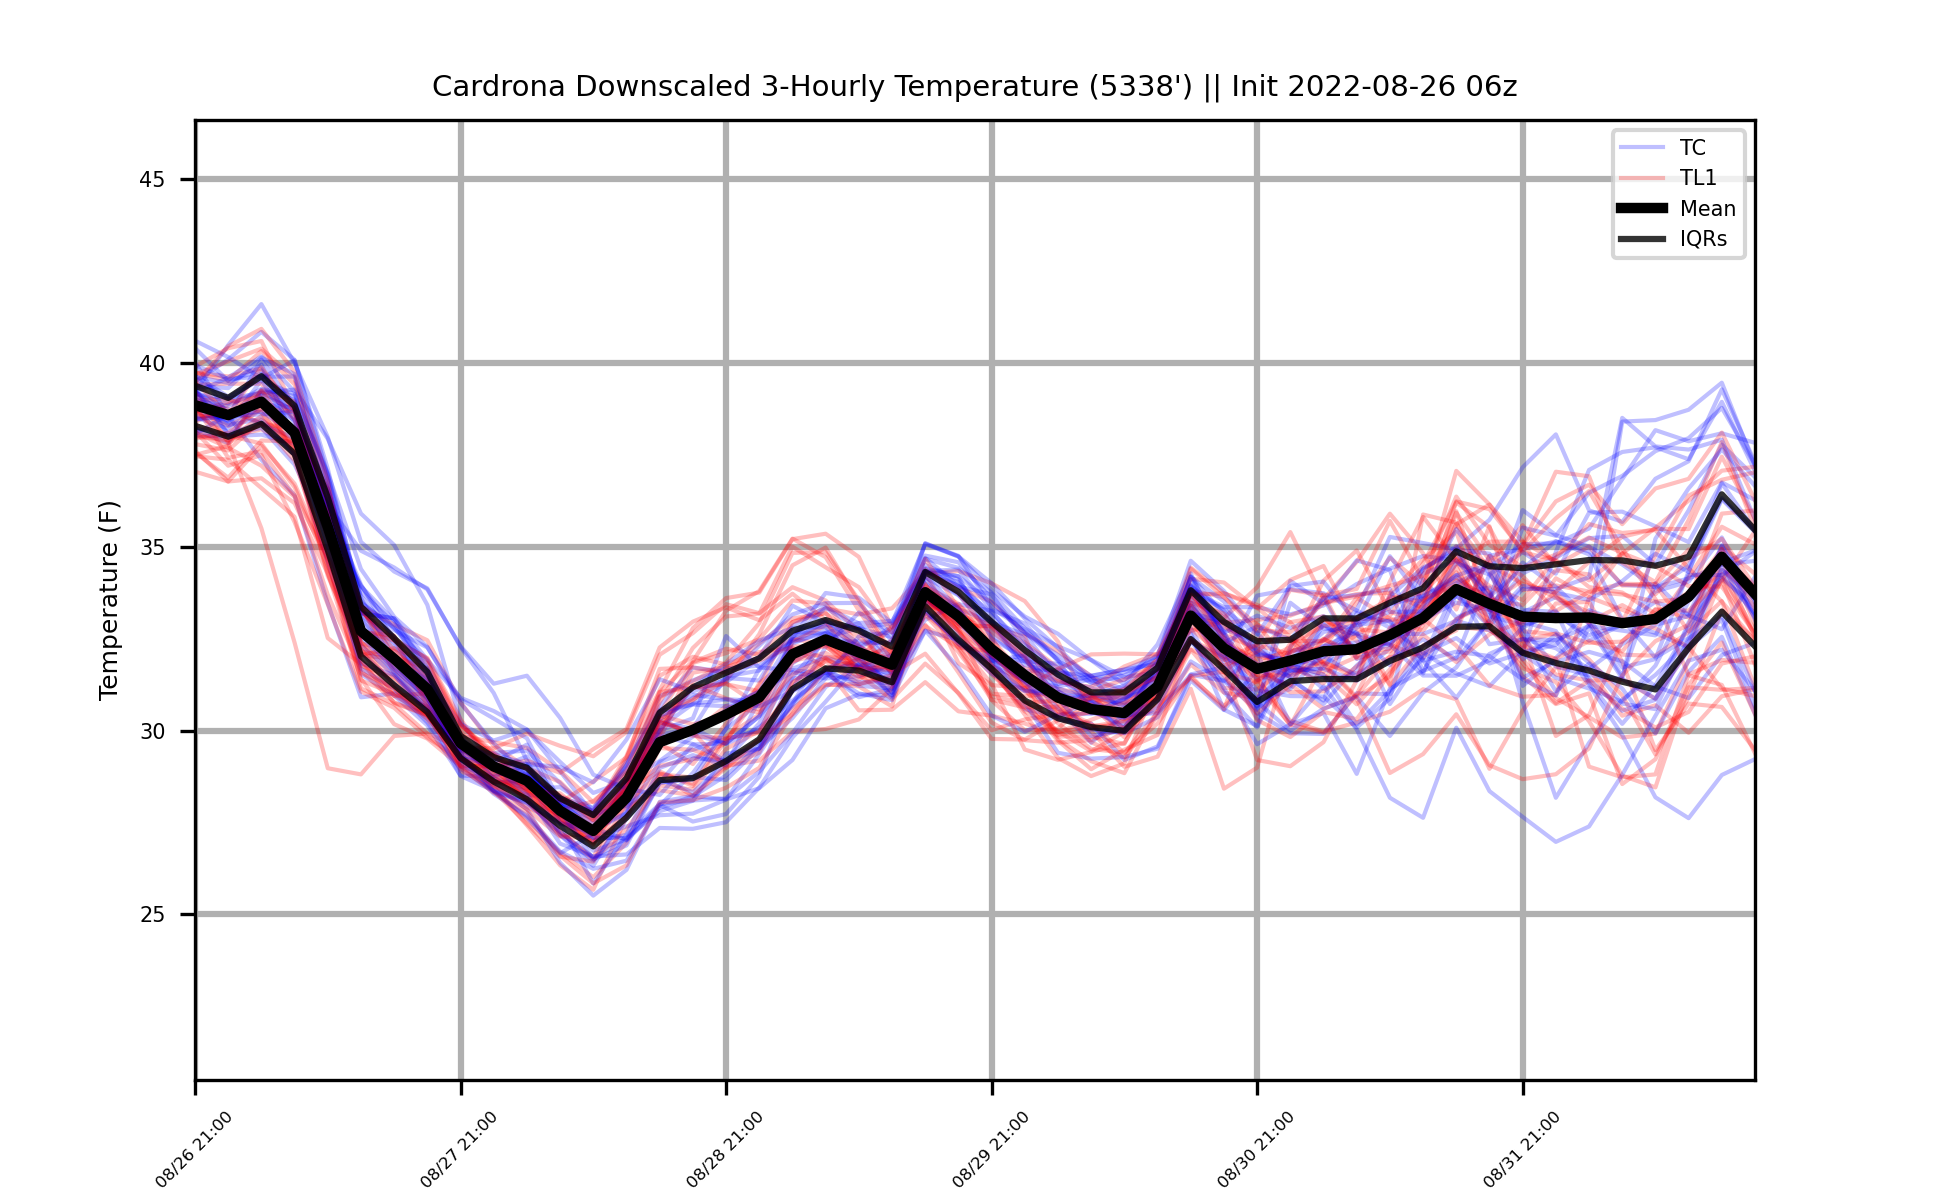 Cardrona Downscaled 3-Hourly Temperature (5338') || Init 2022-08-26 06z
TC
TL1
Mean
IQRs
Temperature (F)
45
40
35
30
25
08/26 21:00
08/27 21:00
08/28 21:00
08/29 21:00
08/30 21:00
08/31 21:00